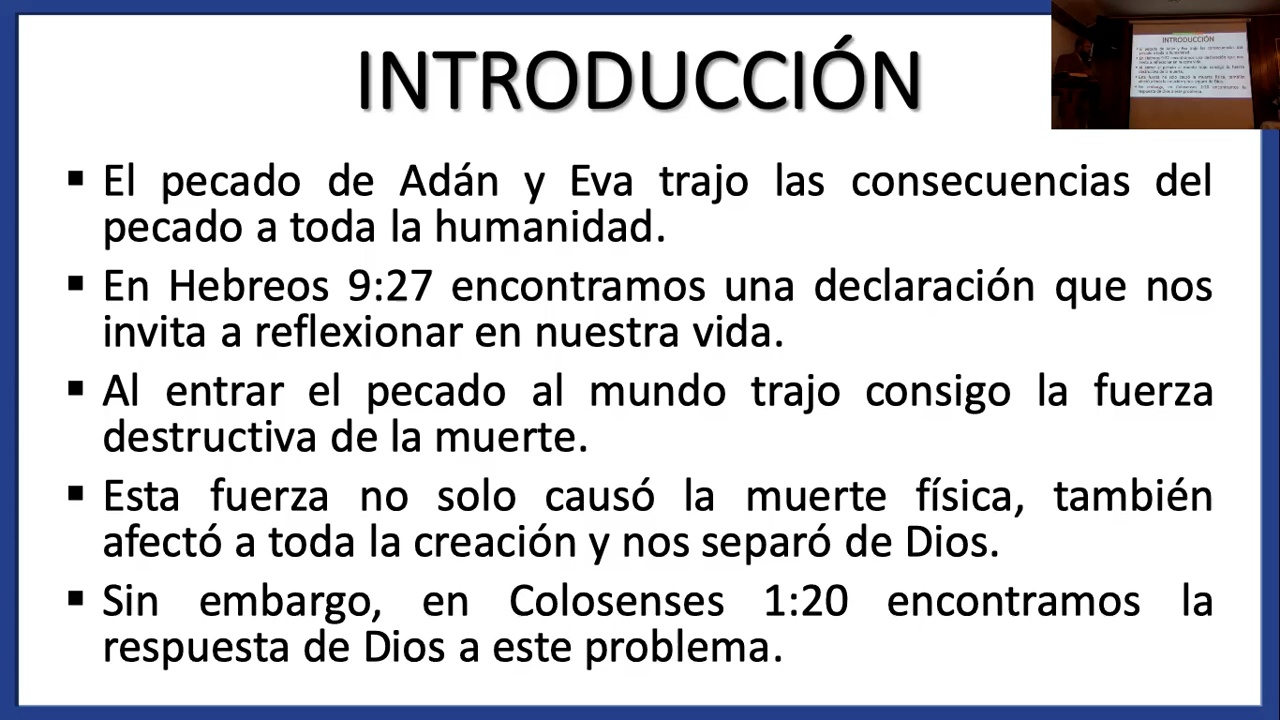 INTRODUCCIÓN
▪ El pecado de Adán y Eva trajo las consecuencias del
pecado a toda la humanidad.
▪ En Hebreos 9:27 encontramos una declaración que nos
invita a reflexionar en nuestra vida.
▪ Al entrar el pecado al mundo trajo consigo la fuerza
destructiva de la muerte.
▪ Esta fuerza no solo causó la muerte física, también
afectó a toda la creación y nos separó de Dios.
▪ Sin embargo, en Colosenses 1:20 encontramos la
respuesta de Dios a este problema.
INTRODUCCIÓN